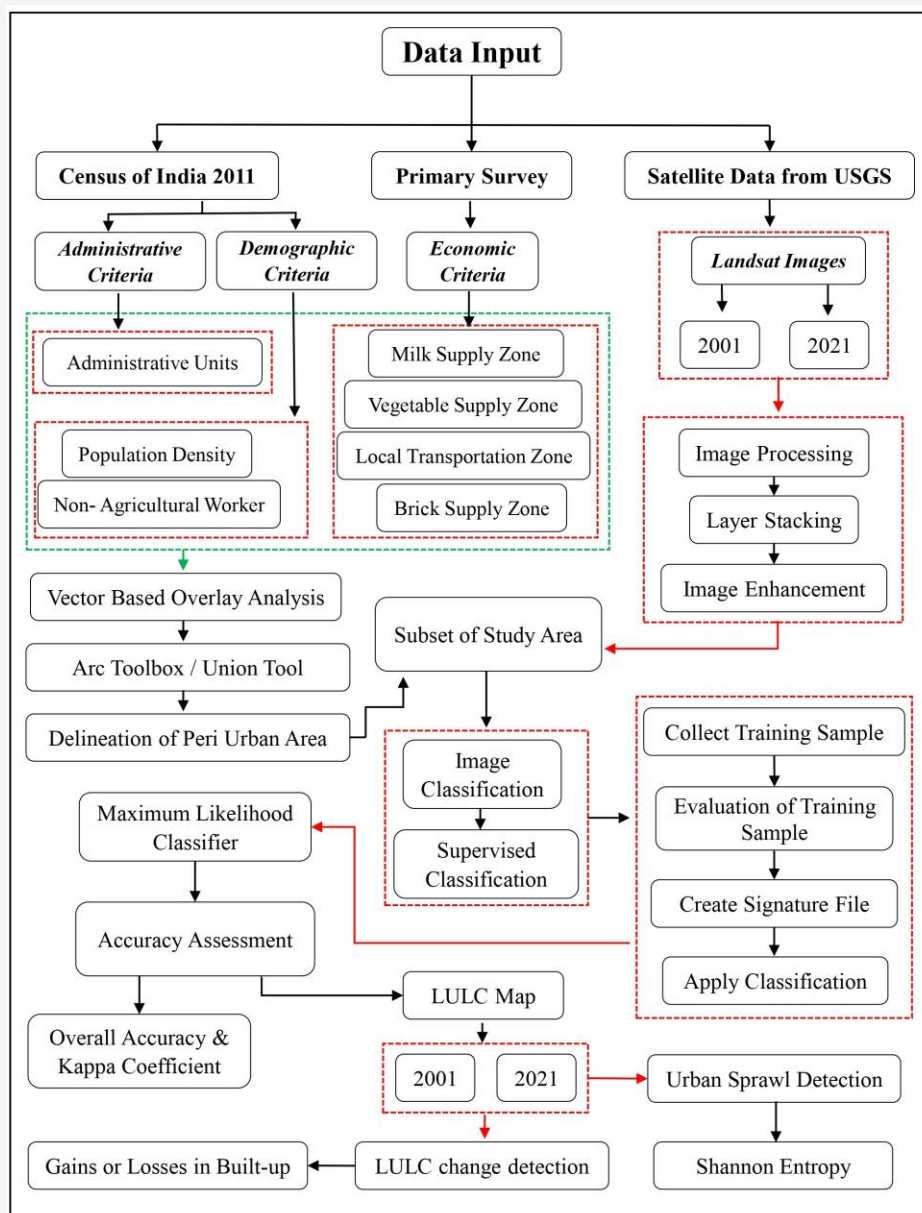 Data Input
Census of India 2011
Primary Survey
Satellite Data from USGS
Administrative
Criteria
Demographic
Criteria
Economic
Criteria
Landsat Images
2001
2021
Administrative Units
Population Density
Non- Agricultural Worker
Milk Supply Zone
Vegetable Supply Zone
Local Transportation Zone
Brick Supply Zone
Image Processing
Layer Stacking
Image Enhancement
Vector Based Overlay Analysis
Arc Toolbox / Union Tool
Delineation of Peri Urban Area
Subset of Study Area
Image
Classification
Supervised
Classification
Collect Training Sample
Evaluation of Training
Sample
Create Signature File
Apply Classification
Maximum Likelihood
Classifier
Accuracy Assessment
Overall Accuracy &
Kappa Coefficient
LULC Map
2001
2021
Urban Sprawl Detection
Shannon Entropy
LULC change detection
Gains or Losses in Built-up